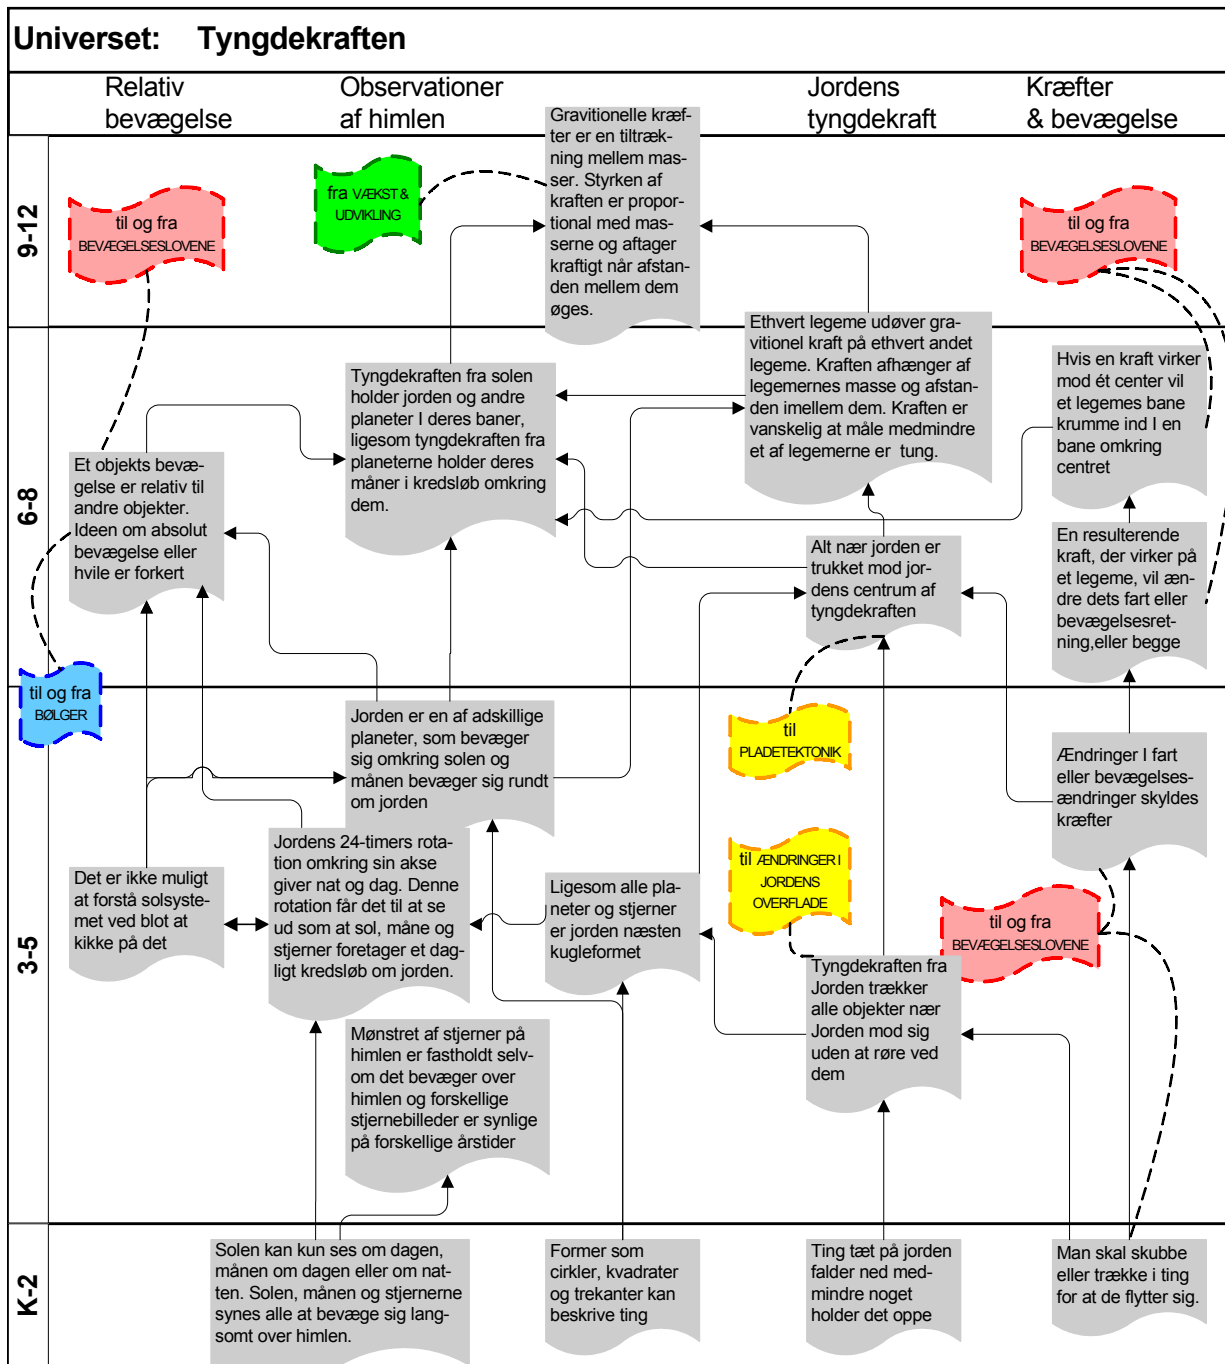 Universet: Tyngdekraften
Relativ
bevægelse
Observationer
af himlen
Jordens
tyngdekraft
Kræfter
& bevægelse
9-12
til og fra
BEVÆGELSESLOVENE
fra VÆKST &
UDVIKLING
Gravitionelle kræf-
ter er en tiltræk-
ning mellem mas-
ser. Styrken af
kraften er propor-
tional med mas-
serne og aftager
kraftigt når afstan-
den mellem dem
øges.
til og fra
BEVÆGELSESLOVENE
6-8
Et objekts bevæ-
gelse er relativ til
andre objekter.
Ideen om absolut
bevægelse eller
hvile er forkert
Tyngdekraften fra solen
holder jorden og andre
planeter I deres baner,
ligesom tyngdekraften fra
planeterne holder deres
måner i kredsløb omkring
dem.
Ethvert legeme udøver gra-
vitionel kraft på ethvert andet
legeme. Kraften afhænger af
legemernes masse og afstan-
den imellem dem. Kraften er
vanskelig at måle medmindre
et af legemerne er tung.
Hvis en kraft virker
mod ét center vil
et legemes bane
krumme ind I en
bane omkring
centret
Alt nær jorden er
trukket mod jor-
dens centrum af
tyngdekraften
En resulterende
kraft, der virker på
et legeme, vil æn-
dre dets fart eller
bevægelsesret-
ning,eller begge
til og fra
BØLGER
3-5
Jorden er en af adskillige
planeter, som bevæger
sig omkring solen og
månen bevæger sig rundt
om jorden
til
PLADETEKTONIK
Ændringer I fart
eller bevægelses-
ændringer skyldes
kræfter
Det er ikke muligt
at forstå solsyste-
met ved blot at
kikke på det
Jordens 24-timers rota-
tion omkring sin akse
giver nat og dag. Denne
rotation får det til at se
ud som at sol, måne og
stjerner foretager et dag-
ligt kredsløb om jorden.
Ligesom alle pla-
neter og stjerner
er jorden næsten
kugleformet
til ÆNDRINGER I
JORDENS
OVERFLADE
til og fra
BEVÆGELSESLOVENE
Tyngdekraften fra
Jorden trækker
alle objekter nær
Jorden mod sig
uden at røre ved
dem
Mønstret af stjerner på
himlen er fastholdt selv-
om det bevæger over
himlen og forskellige
stjernebilleder er synlige
på forskellige årstider
K-2
Solen kan kun ses om dagen,
månen om dagen eller om nat-
ten. Solen, månen og stjernerne
synes alle at bevæge sig lang-
somt over himlen.
Former som
cirkler, kvadrater
og trekanter kan
beskrive ting
Ting tæt på jorden
falder ned med-
mindre noget
holder det oppe
Man skal skubbe
eller trække i ting
for at de flytter sig.